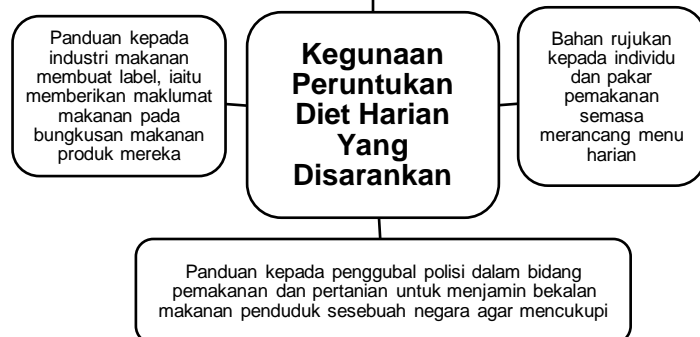 Panduan kepada
industri makanan
membuat label, iaitu
memberikan maklumat
makanan pada
bungkusan makanan
produk mereka
Kegunaan
Peruntukan
Diet Harian
Yang
Disarankan
Bahan rujukan
kepada individu
dan pakar
pemakanan
semasa
merancang menu
harian
Panduan kepada penggubal polisi dalam bidang
pemakanan dan pertanian untuk menjamin bekalan
makanan penduduk sesebuah negara agar mencukupi